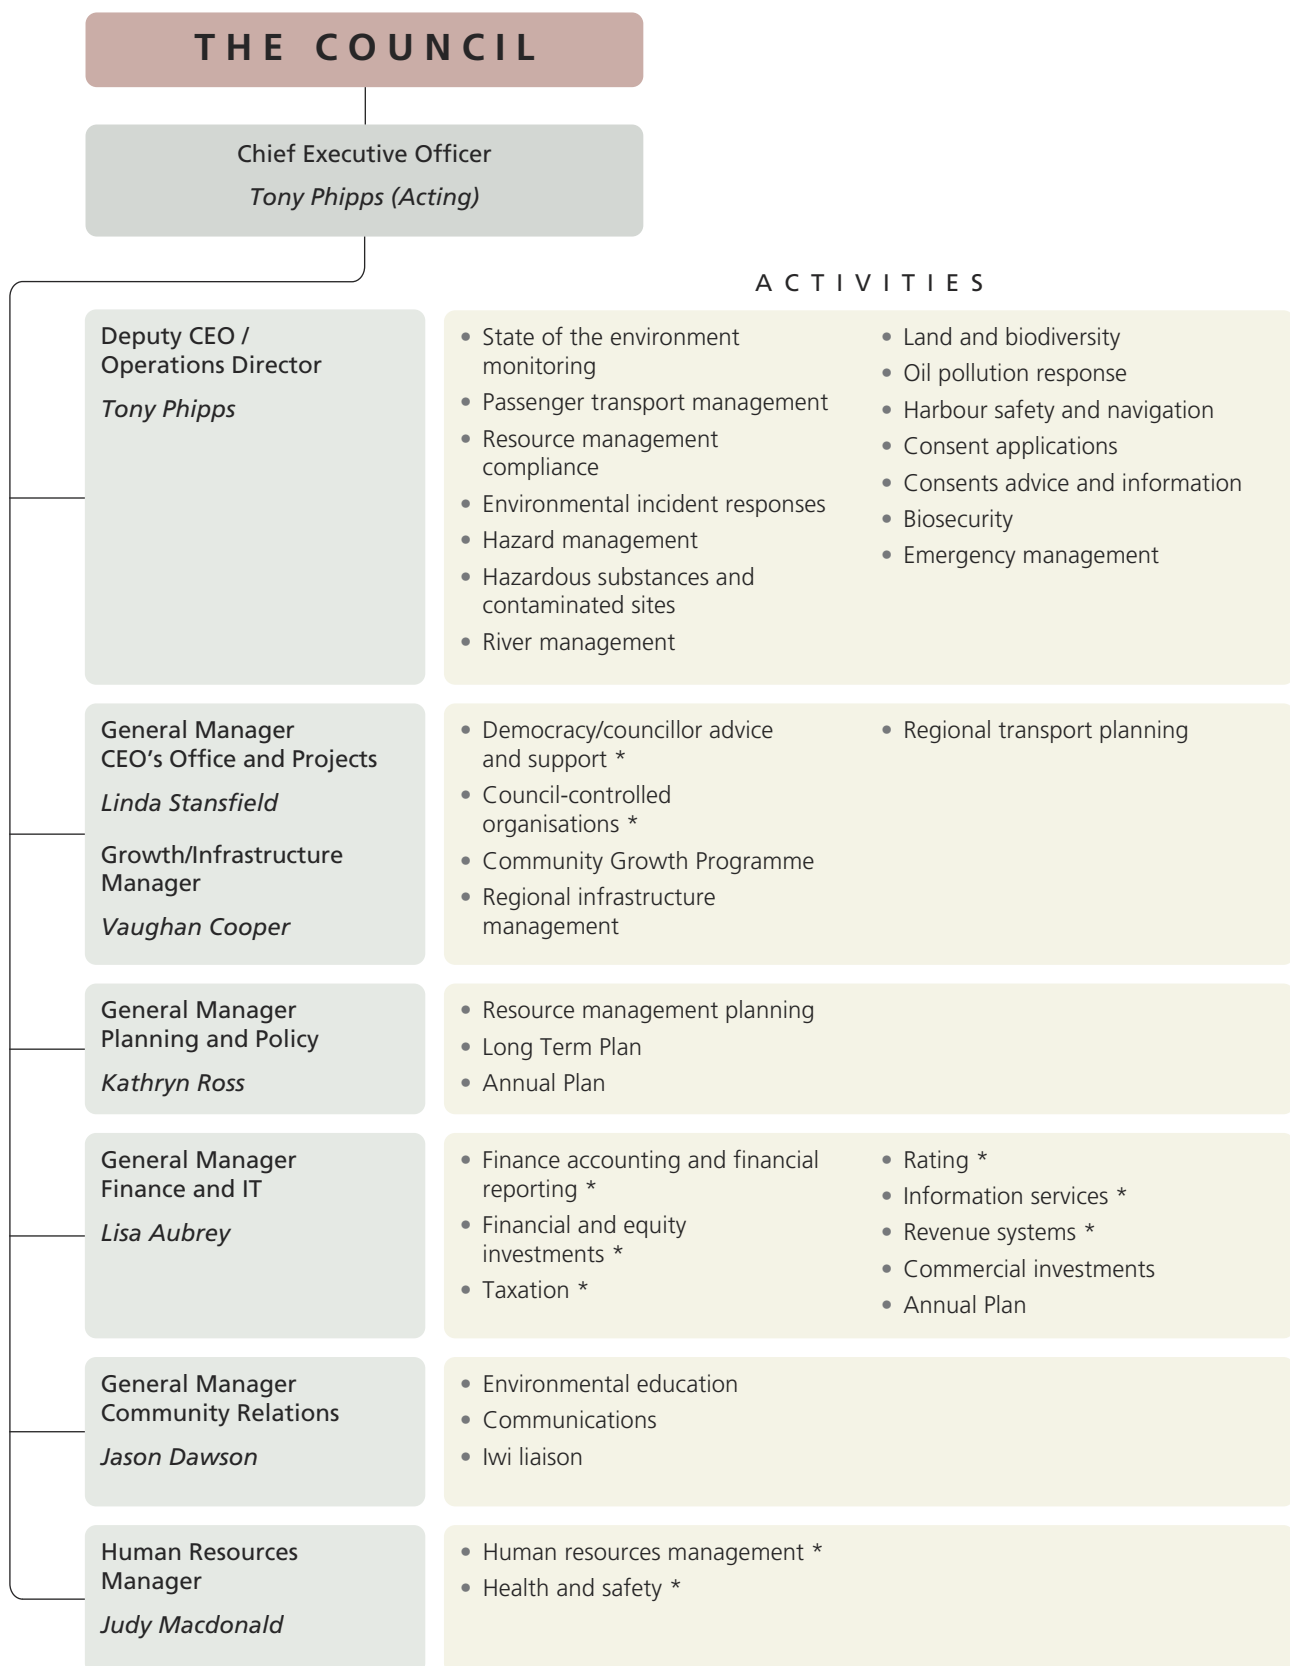 THE COUNCIL
Chief Executive Officer
Tony Phipps (Acting)
ACTIVITIES
Deputy CEO /
Operations Director
Tony Phipps
• State of the environment
monitoring
• Passenger transport management
• Resource management
compliance
• Environmental incident responses
• Hazard management
• Hazardous substances and
contaminated sites
• River management
• Land and biodiversity
• Oil pollution response
• Harbour safety and navigation
• Consent applications
• Consents advice and information
• Biosecurity
• Emergency management
General Manager
CEO's Office and Projects
Linda Stansfield
Growth/Infrastructure
Manager
Vaughan Cooper
• Democracy/councillor advice
and support *
• Council-controlled
organisations *
• Community Growth Programme
• Regional infrastructure
management
• Regional transport planning
General Manager
Planning and Policy
Kathryn Ross
• Resource management planning
• Long Term Plan
• Annual Plan
General Manager
Finance and IT
Lisa Aubrey
• Finance accounting and financial
reporting *
• Financial and equity
investments *
• Taxation *
• Rating *
• Information services *
• Revenue systems *
• Commercial investments
• Annual Plan
General Manager
Community Relations
Jason Dawson
• Environmental education
• Communications
• Iwi liaison
Human Resources
Manager
Judy Macdonald
• Human resources management *
• Health and safety *